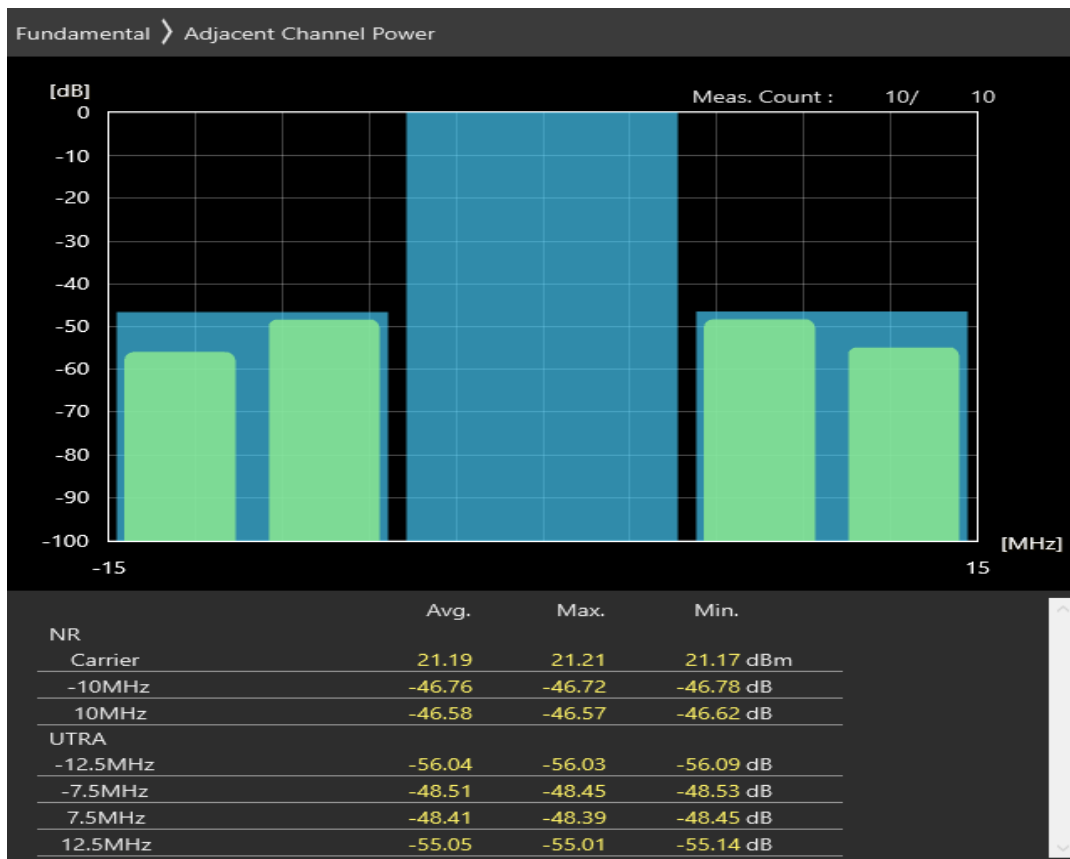 Fundamental 》 Adjacent Channel Power
[dB]
Meas. Count : 10/ 10
0
-10
-20
-30
-40
-50
-60
-70
-80
-90
-100
[MHz]
-15 15
Avg. Max. Min.
NR
Carrier 21.19 21.21 21.17 dBm
-10MHz -46.76 -46.72 -46.78 dB
10MHz -46.58 -46.57 -46.62 dB
UTRA
-12.5MHz -56.04 -56.03 -56.09 dB
-7.5MHz -48.51 -48.45 -48.53 dB
7.5MHz -48.41 -48.39 -48.45 dB
12.5MHz -55.05 -55.01 -55.14 dB